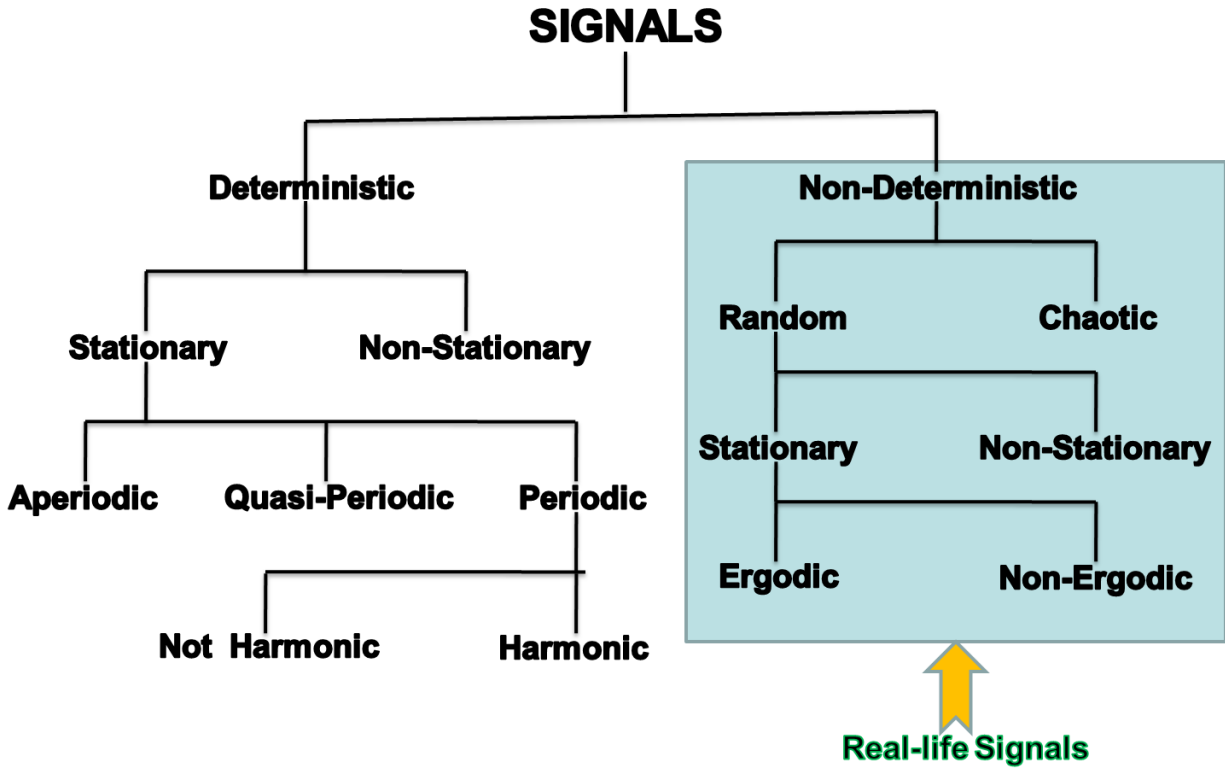 SIGNALS
Deterministic
Non-Deterministic
Random
Chaotic
Stationary
Non-Stationary
Stationary
Non-Stationary
Aperiodic
Quasi-Periodic
Periodic
Ergodic
Non-Ergodic
Not Harmonic
Harmonic
Real-life Signals